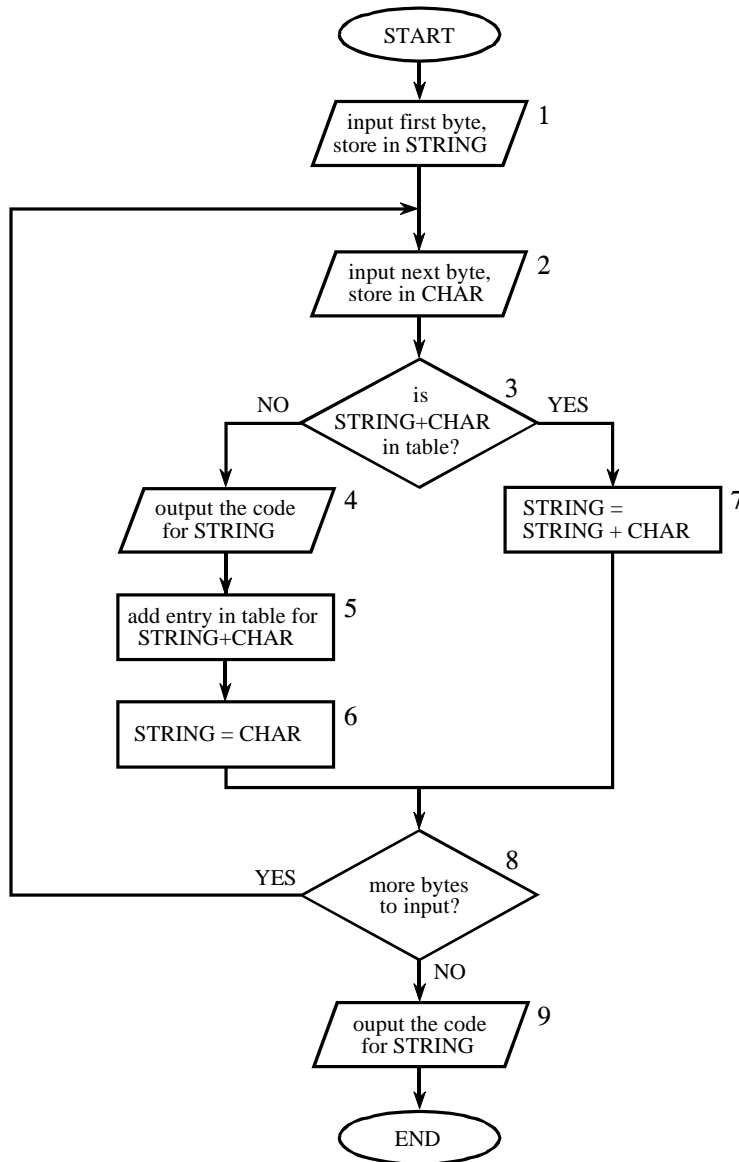 START
1
input first byte,
store in STRING
2
input next byte,
store in CHAR
3
is
STRING+CHAR
in table?
NO
YES
4
output the code
for STRING
7
STRING =
STRING + CHAR
5
add entry in table for
STRING+CHAR
6
STRING = CHAR
8
more bytes
to input?
YES
NO
9
ouput the code
for STRING
END